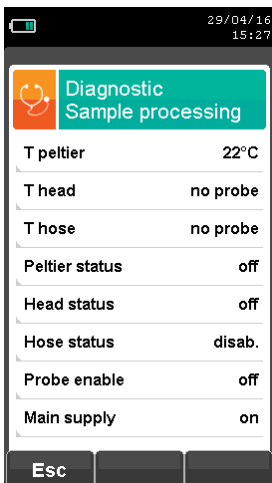 29/04/16
15:27
Diagnostic
Sample processing
T peltier 22°C
T head no probe
T hose no probe
Peltier status off
Head status off
Hose status disab.
Probe enable off
Main supply on
Esc